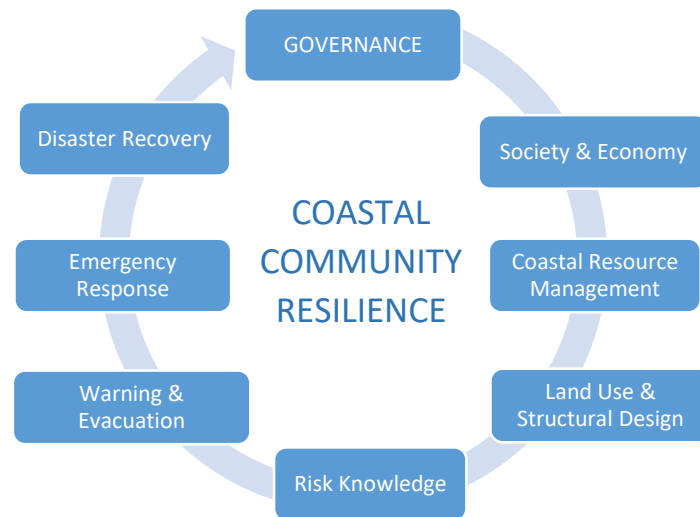 GOVERNANCE
Society & Economy
Coastal Resource
Management
Land Use &
Structural Design
Risk Knowledge
Warning &
Evacuation
Emergency
Response
Disaster Recovery
COASTAL
COMMUNITY
RESILIENCE